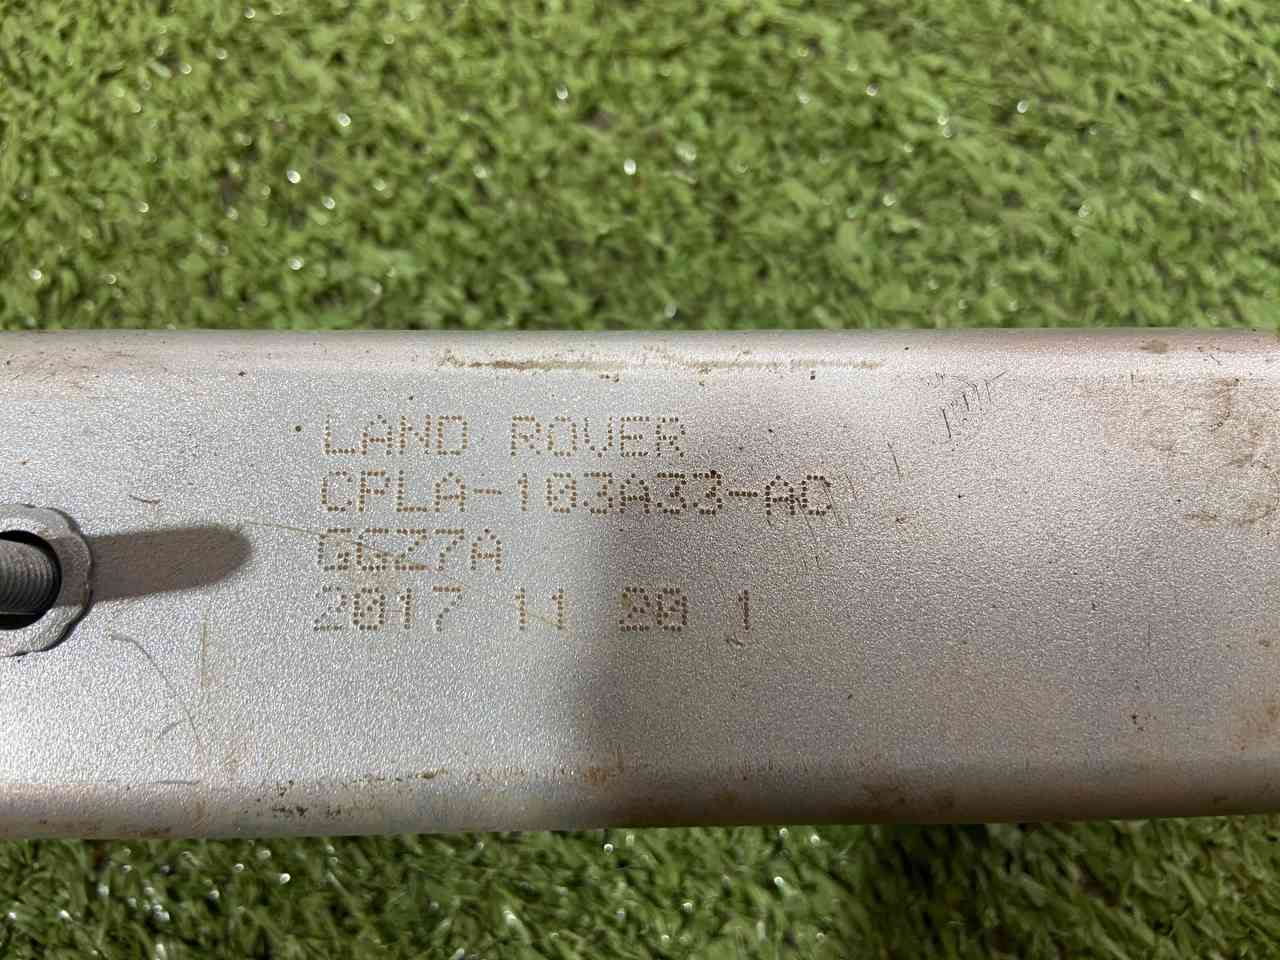 LAND ROVER
CPLA-103A33-AC
GGZ7A
2017 11 20 1